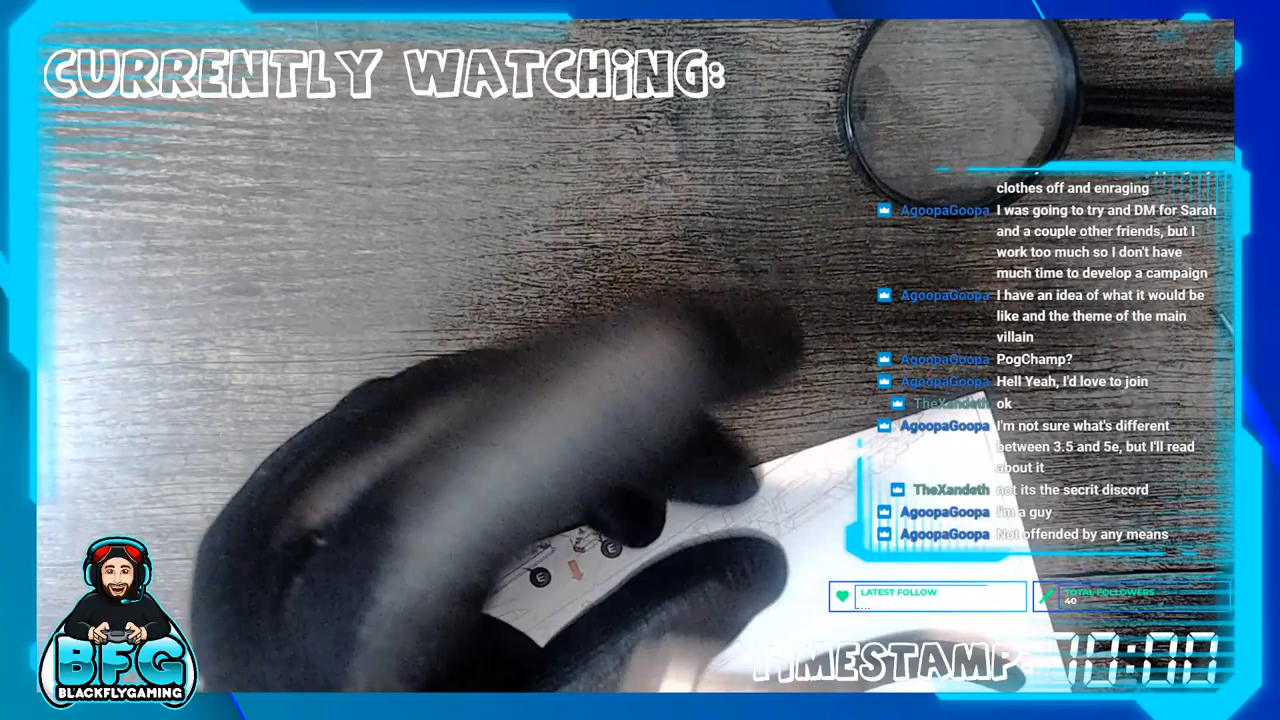 CURRENTLY WATCHING:
clothes off and enraging
AgoopaGoopa I was going to try and DM for Sarah
and a couple other friends, but I
work too much so I don't have
much time to develop a campaign
AgoopaGoopa I have an idea of what it would be
like and the theme of the main
villain
AgoopaGoopa PogChamp?
AgoopaGoopa Hell Yeah, I'd love to join
TheXandeth ok
AgoopaGoopa I'm not sure what's different
between 3.5 and 5e, but I'll read
about it
TheXandeth not its the secrit discord
AgoopaGoopa I'm a guy
AgoopaGoopa Not offended by any means
LATEST FOLLOW
....
TOTAL FOLLOWERS
40
TIMESTAMP:
BFG
BLACKFLYGAMING